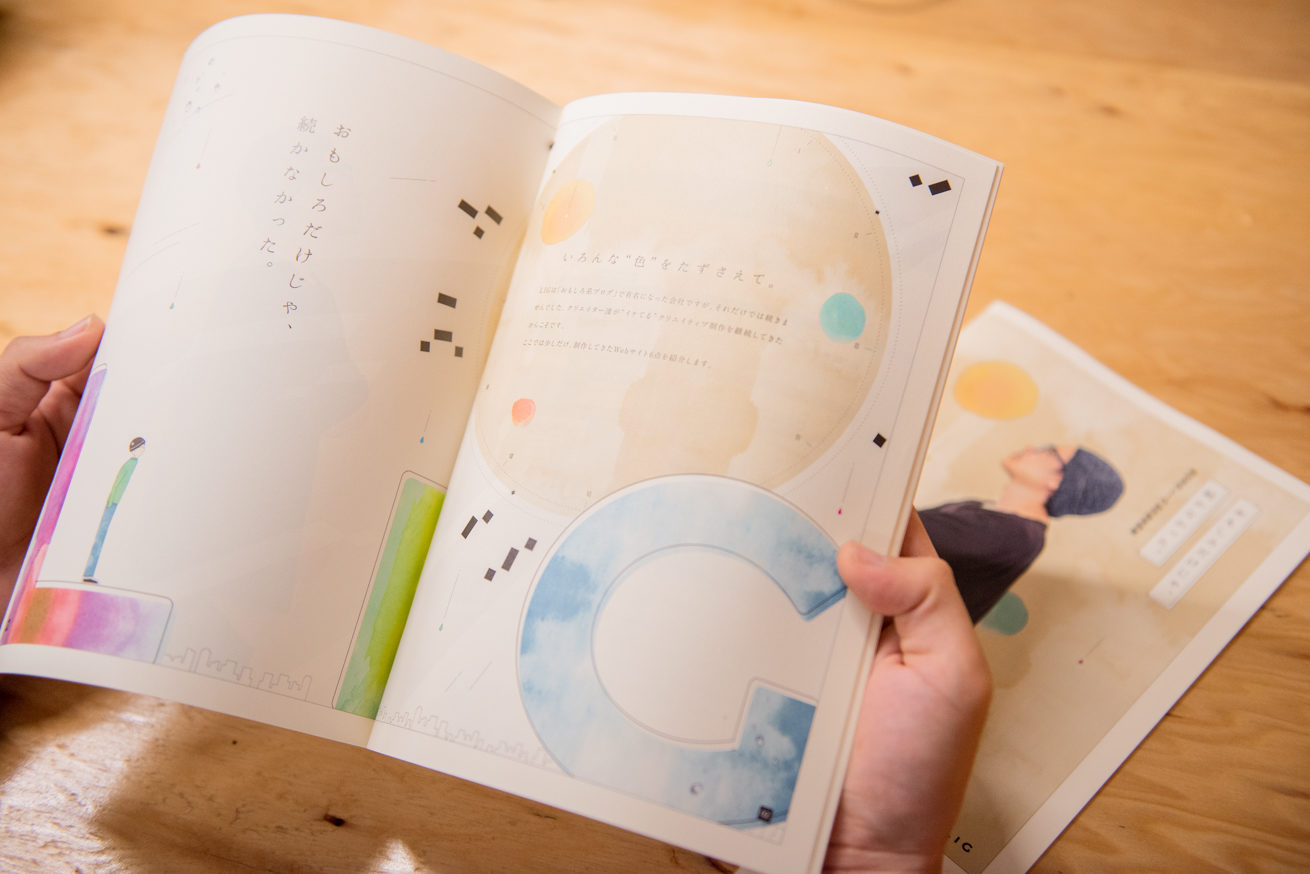 おもしろだけじゃ、
続かなかった。
いろんな“色”をたずさえて。
LIGは「おもしろ系ブログ」で有名になった会社ですが、それだけでは続きま
せんでした。クリエイター達が“イケてる”クリエイティブ制作を継続してきた
からこそです。
ここでは少しだけ、制作してきたWebサイト6点を紹介します。
G